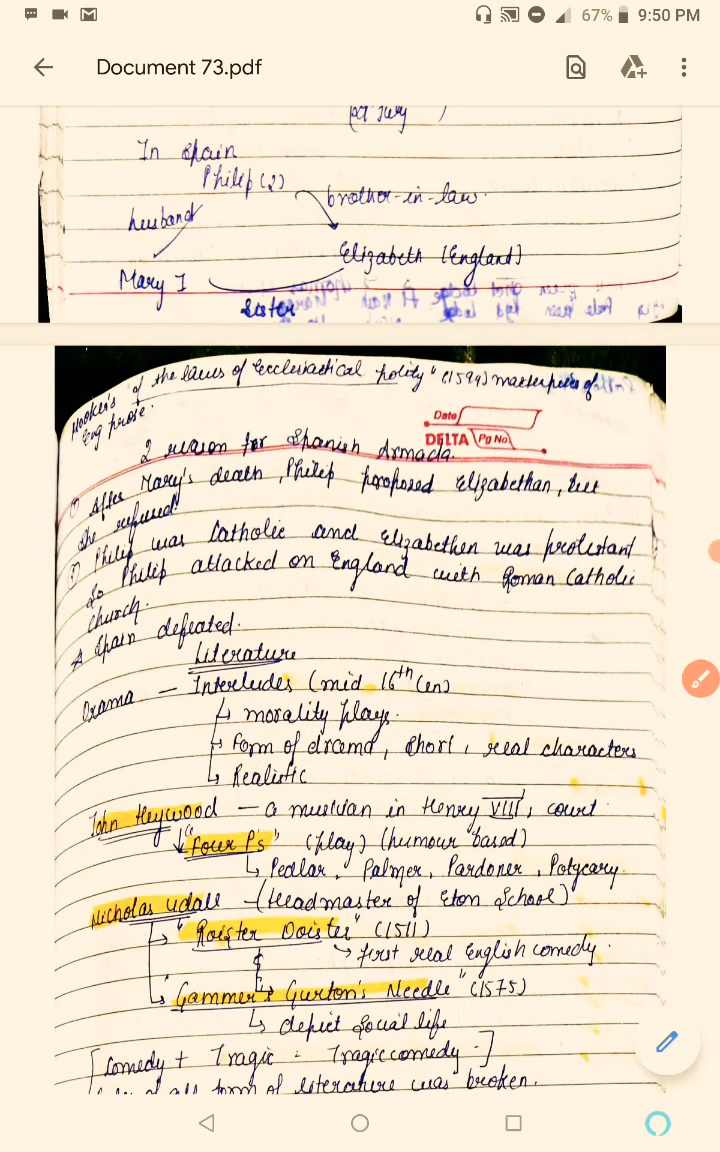 67% 9:50 PM
Document 73.pdf
In Spain
Philip (2)
brother-in-law.
husband
Elizabeth (England)
Mary I
Sister
Hooker's "of the laws of Ecclesiastical polity" (1594) masterpiece of
Eng prose.
Date
DELTA Pg No
2 reason for Spanish Armada.
① After Mary's death, Philip proposed Elizabethan, but
she refused.
② Philip was Catholic and Elizabethen was protestant
So Philip attacked on England with Roman Catholic
church.
Spain defeated.
Literature
Drama — Interludes (mid 16th Cen)
↳ morality plays.
↳ Form of drama, short, real characters
↳ Realistic
John Heywood — a musician in Henry VIII, court
↓ "Four P's" (play) (humour based)
↳ Pedlar, Palmer, Pardoner, Potycary
Nicholas Udall — (Headmaster of Eton School)
"Roister Doister" (1511)
→ first real English comedy.
&
"Gammer's Gurton's Needle" (1575)
↳ depict social life
[Comedy + Tragic = Tragiccomedy -]
all form of literature was broken.